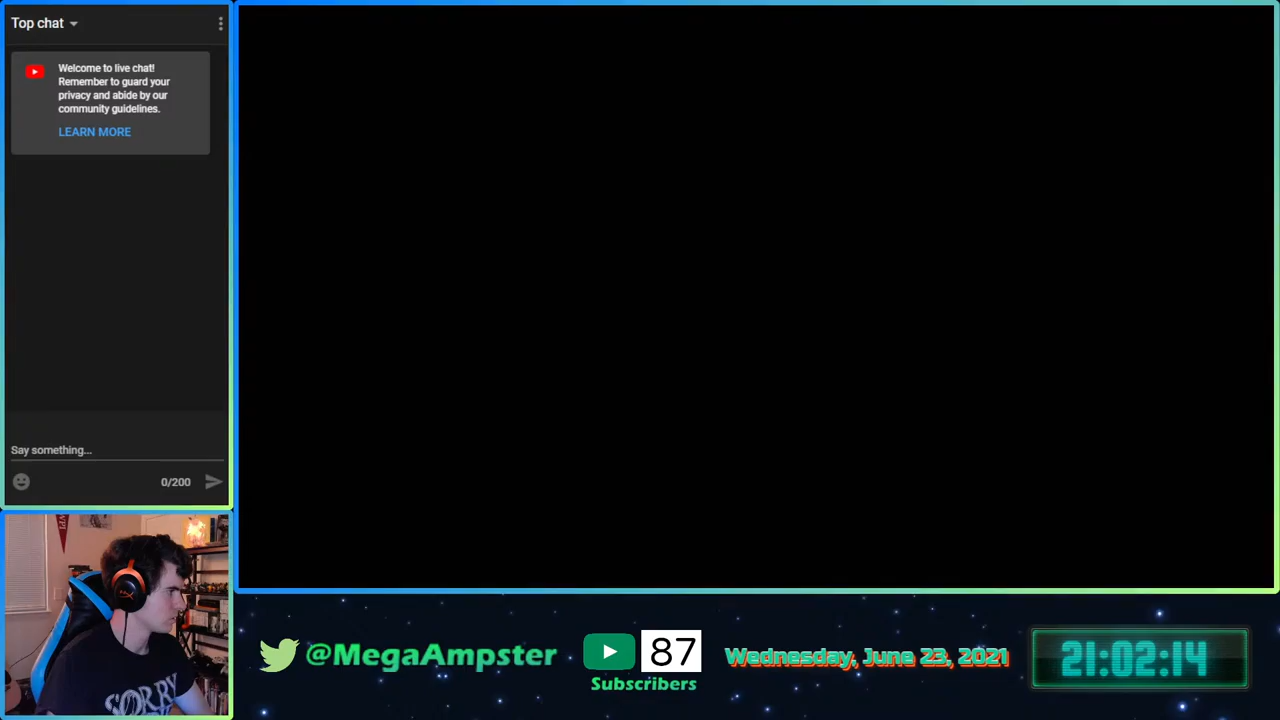 Top chat
Welcome to live chat!
Remember to guard your
privacy and abide by our
community guidelines.
LEARN MORE
Say something...
0/200
SORRY
@MegaAmpster
87
Subscribers
Wednesday, June 23, 2021
21:02:14